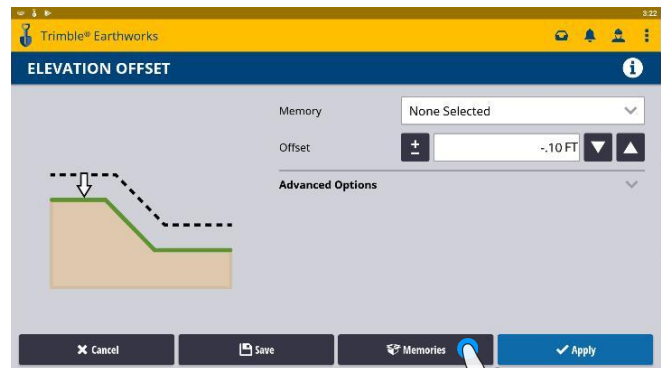 3:22
Trimble® Earthworks
ELEVATION OFFSET
Memory None Selected
Offset ± -.10 FT
Advanced Options
Cancel Save Memories Apply